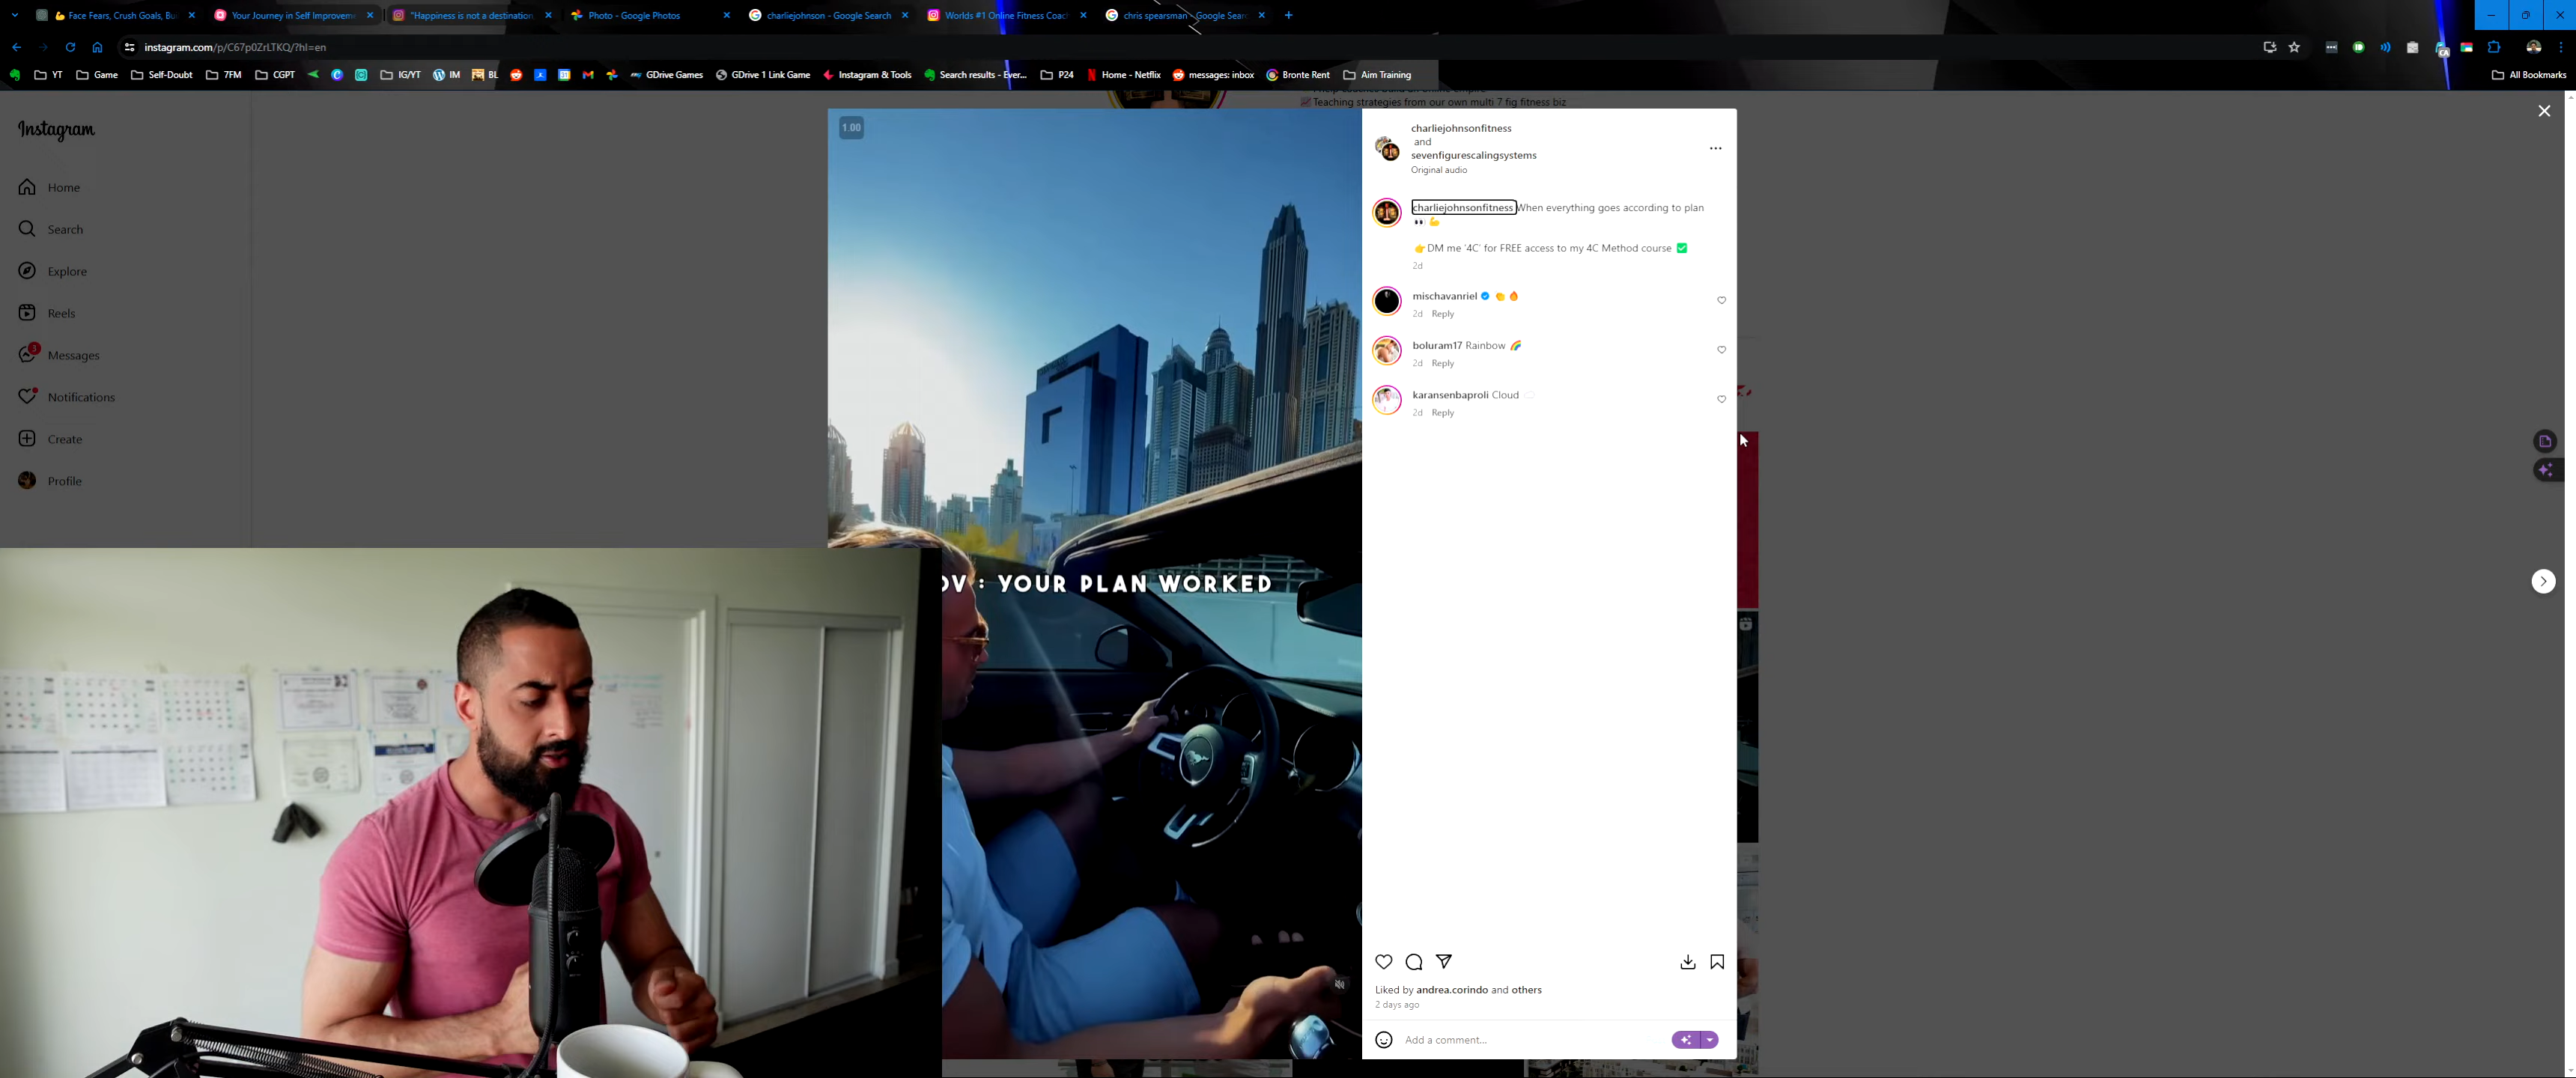 💪 Face Fears, Crush Goals, Bu
Your Journey in Self Improveme
"Happiness is not a destination,
Photo - Google Photos
charliejohnson - Google Search
Worlds #1 Online Fitness Coac
chris spearsman - Google Sear
instagram.com/p/C67p0ZrLTKQ/?hl=en
YT
Game
Self-Doubt
7FM
CGPT
IG/YT
IM
BL
GDrive Games
GDrive 1 Link Game
Instagram & Tools
Search results - Ever...
P24
Home - Netflix
messages: inbox
Bronte Rent
Aim Training
All Bookmarks
📈Teaching strategies from our own multi 7 fig fitness biz
Instagram
Home
Search
Explore
Reels
3
Messages
Notifications
Create
Profile
1.00
OV : YOUR PLAN WORKED
charliejohnsonfitness
and
sevenfigurescalingsystems
Original audio
charliejohnsonfitness When everything goes according to plan
👀 💪
👉DM me '4C' for FREE access to my 4C Method course ✅
2d
mischavanriel 👏 🔥
2d Reply
boluram17 Rainbow 🌈
2d Reply
karansenbaproli Cloud ☁️
2d Reply
Liked by andrea.corindo and others
2 days ago
Add a comment...